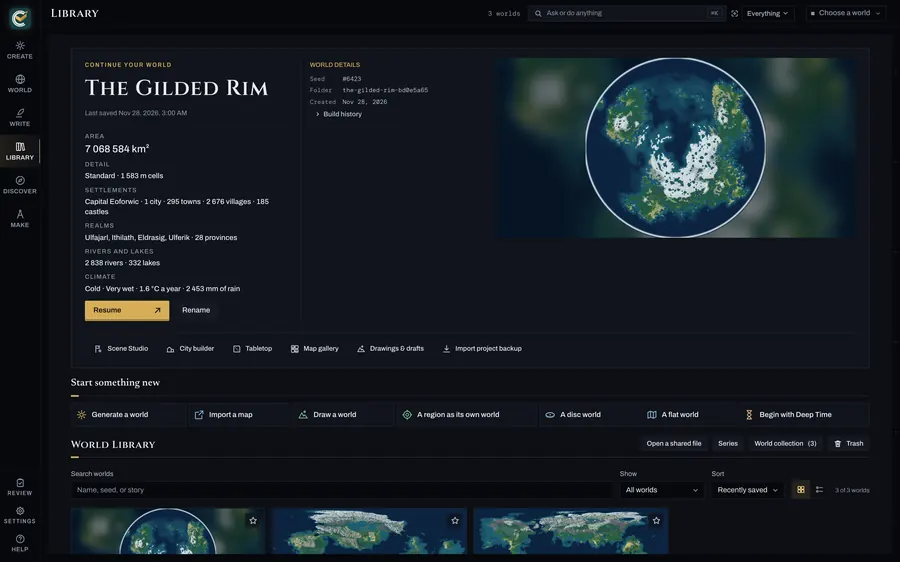 LIBRARY
3 worlds
Ask or do anything
⌘K
Everything
Choose a world
CREATE
WORLD
WRITE
LIBRARY
DISCOVER
MAKE
REVIEW
SETTINGS
HELP
CONTINUE YOUR WORLD
THE GILDED RIM
Last saved Nov 28, 2026, 3:00 AM
AREA
7 068 584 km²
DETAIL
Standard · 1 583 m cells
SETTLEMENTS
Capital Eoforwic · 1 city · 295 towns · 2 676 villages · 185
castles
REALMS
Ulfajarl, Ithilath, Eldrasig, Ulferik · 28 provinces
RIVERS AND LAKES
2 838 rivers · 332 lakes
CLIMATE
Cold · Very wet · 1.6 °C a year · 2 453 mm of rain
Resume
Rename
WORLD DETAILS
Seed #6423
Folder the-gilded-rim-bd0e5a65
Created Nov 28, 2026
Build history
Scene Studio
City builder
Tabletop
Map gallery
Drawings & drafts
Import project backup
Start something new
Generate a world
Import a map
Draw a world
A region as its own world
A disc world
A flat world
Begin with Deep Time
WORLD LIBRARY
Open a shared file
Series
World collection (3)
Trash
Search worlds
Name, seed, or story
Show
All worlds
Sort
Recently saved
3 of 3 worlds